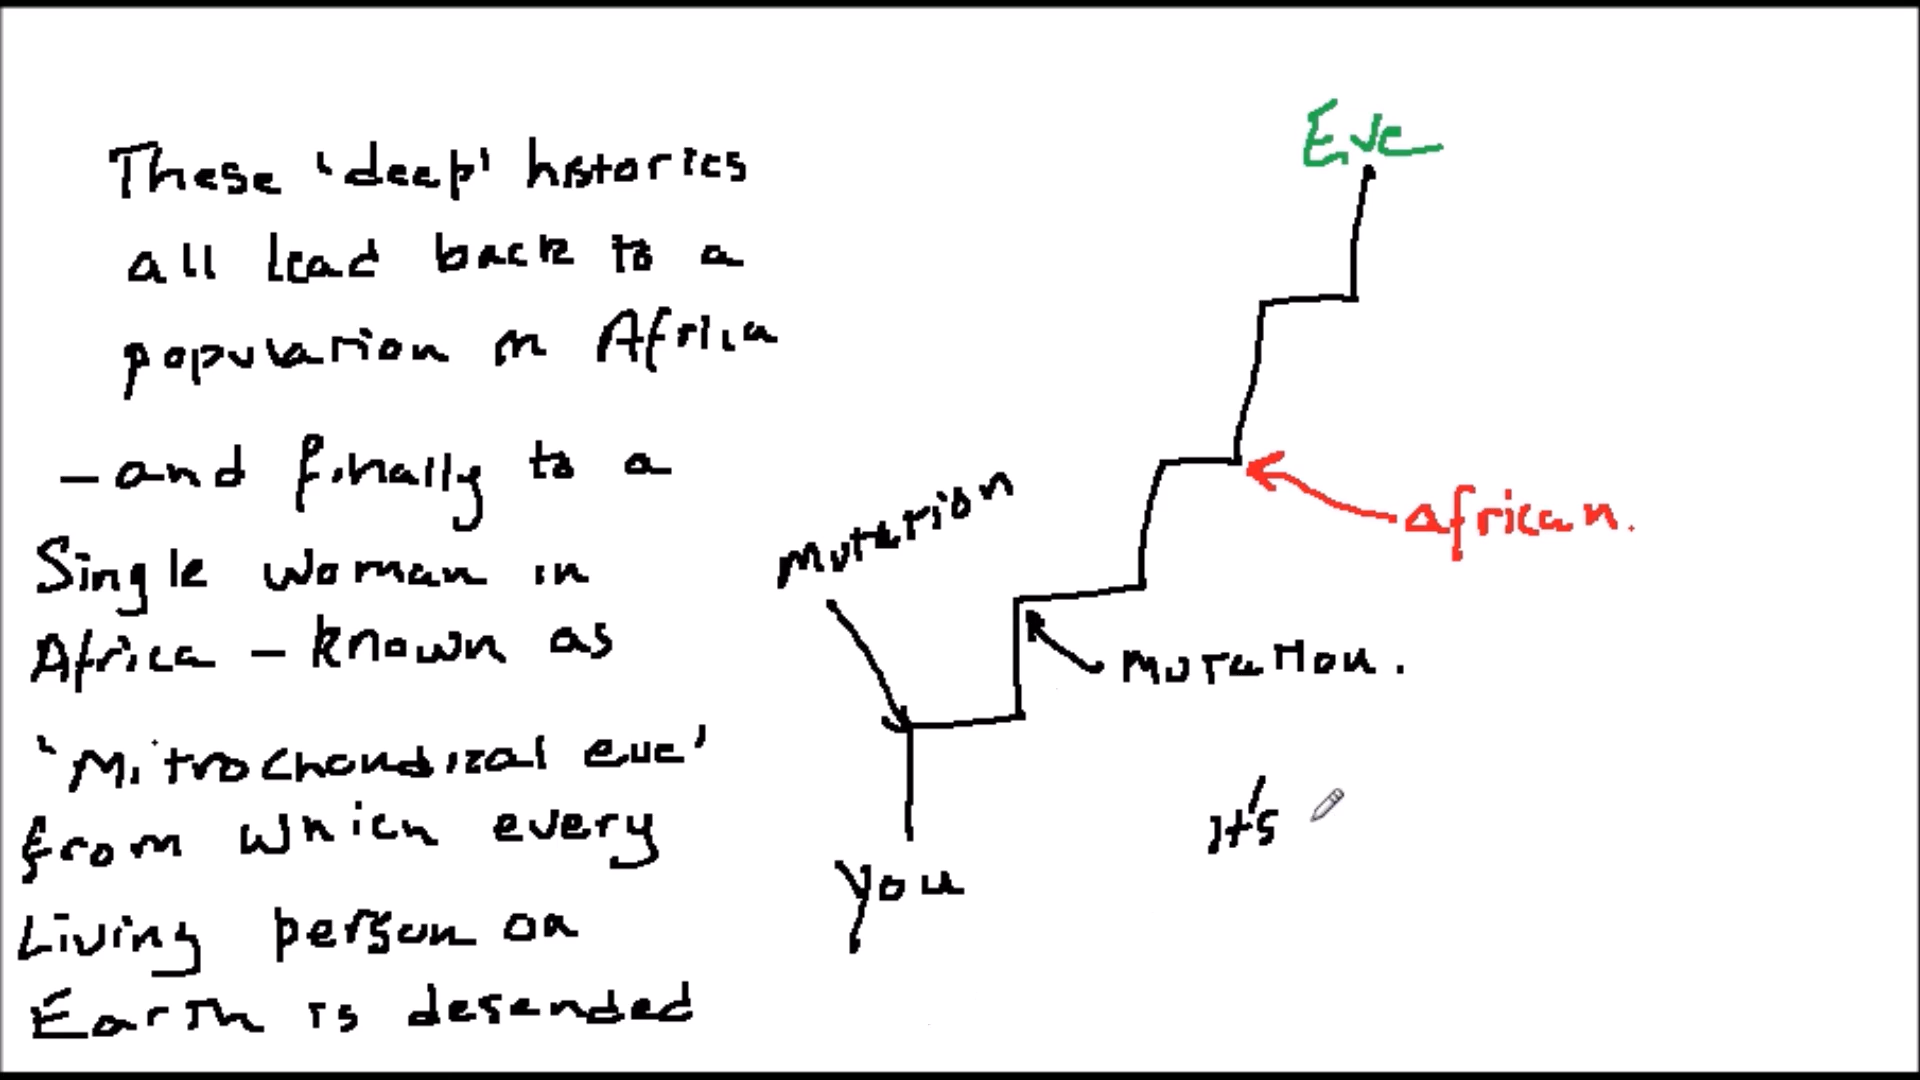 These 'deep' histories
all lead back to a
population in Africa
- and finally to a
Single woman in
Africa - known as
'Mitrochondrial eve'
from which every
Living person on
Earth is desended
Eve
african.
Mutation
Mutation.
It's
you